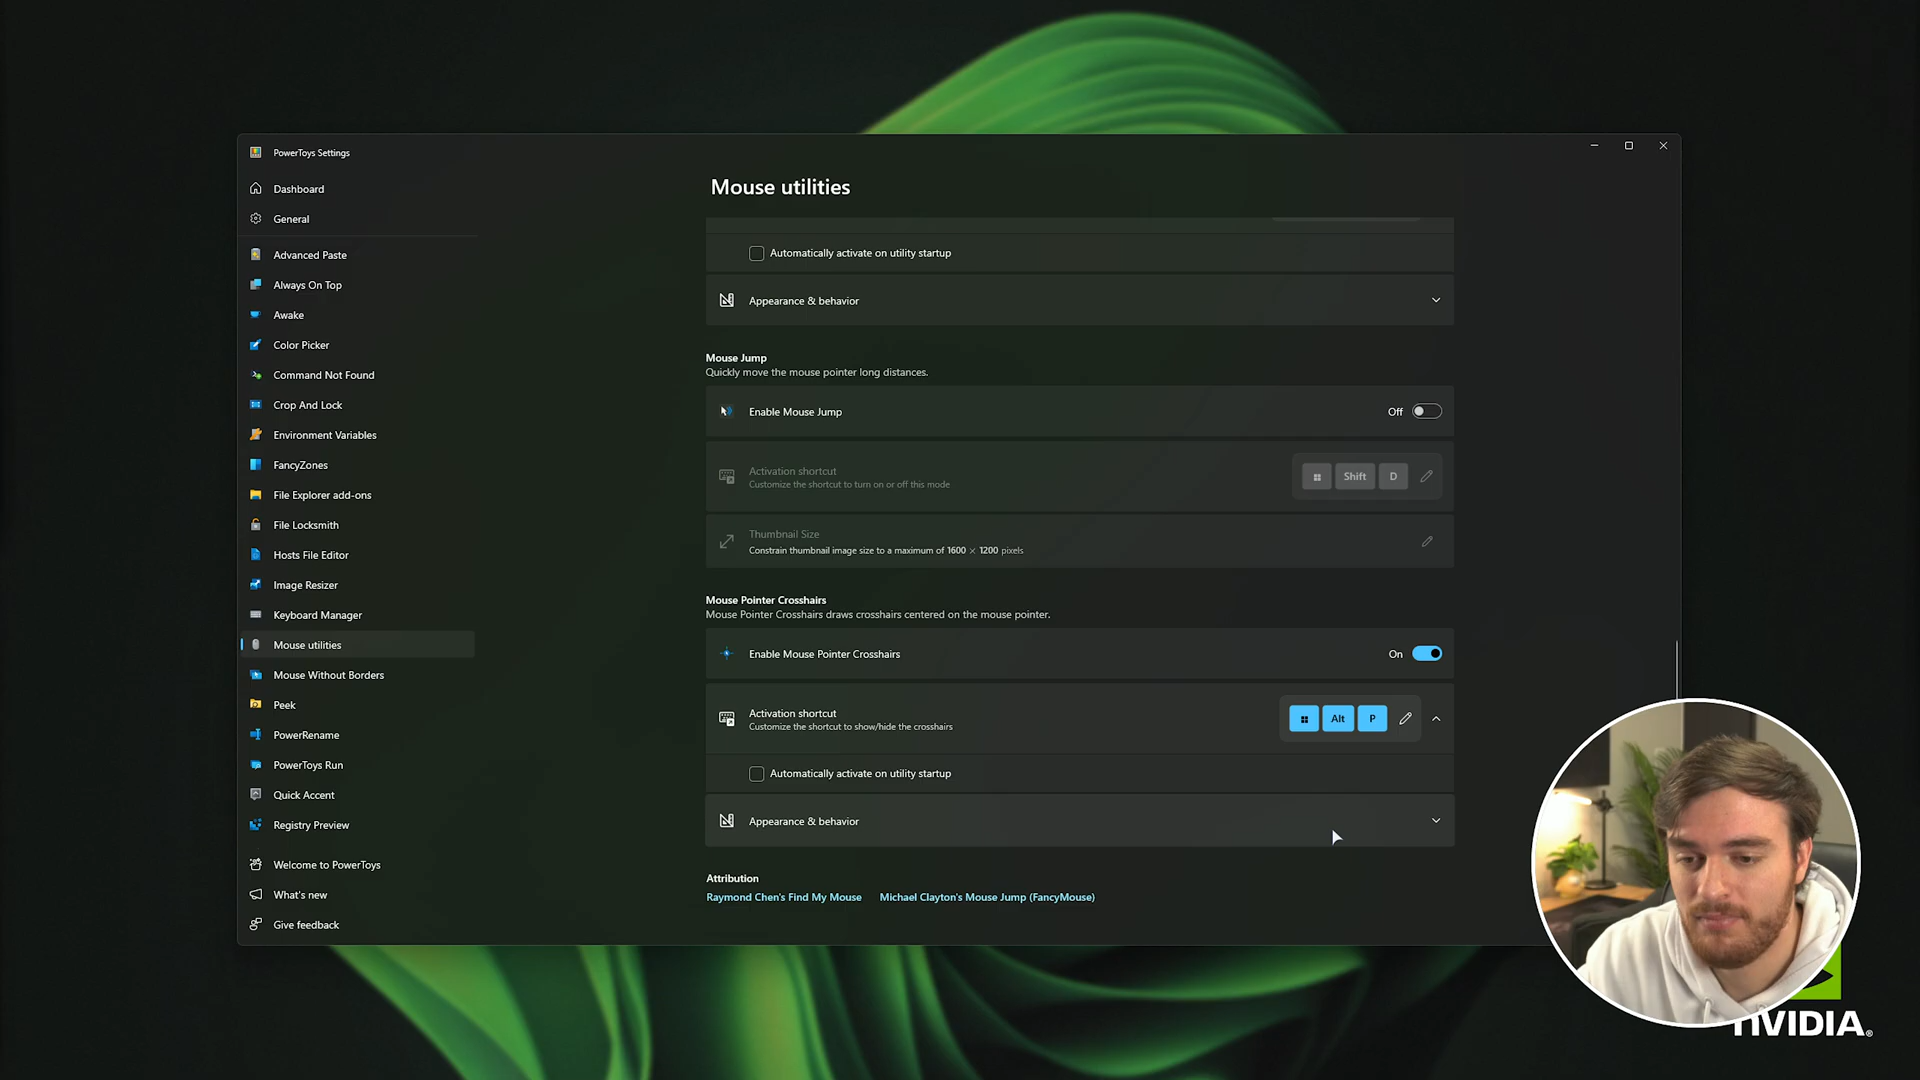 PowerToys Settings
Dashboard
General
Advanced Paste
Always On Top
Awake
Color Picker
Command Not Found
Crop And Lock
Environment Variables
FancyZones
File Explorer add-ons
File Locksmith
Hosts File Editor
Image Resizer
Keyboard Manager
Mouse utilities
Mouse Without Borders
Peek
PowerRename
PowerToys Run
Quick Accent
Registry Preview
Welcome to PowerToys
What's new
Give feedback
Mouse utilities
Automatically activate on utility startup
Appearance & behavior
Mouse Jump
Quickly move the mouse pointer long distances.
Enable Mouse Jump Off
Activation shortcut
Customize the shortcut to turn on or off this mode
Shift D
Thumbnail Size
Constrain thumbnail image size to a maximum of 1600 × 1200 pixels
Mouse Pointer Crosshairs
Mouse Pointer Crosshairs draws crosshairs centered on the mouse pointer.
Enable Mouse Pointer Crosshairs On
Activation shortcut
Customize the shortcut to show/hide the crosshairs
Alt P
Automatically activate on utility startup
Appearance & behavior
Attribution
Raymond Chen's Find My Mouse Michael Clayton's Mouse Jump (FancyMouse)
NVIDIA®